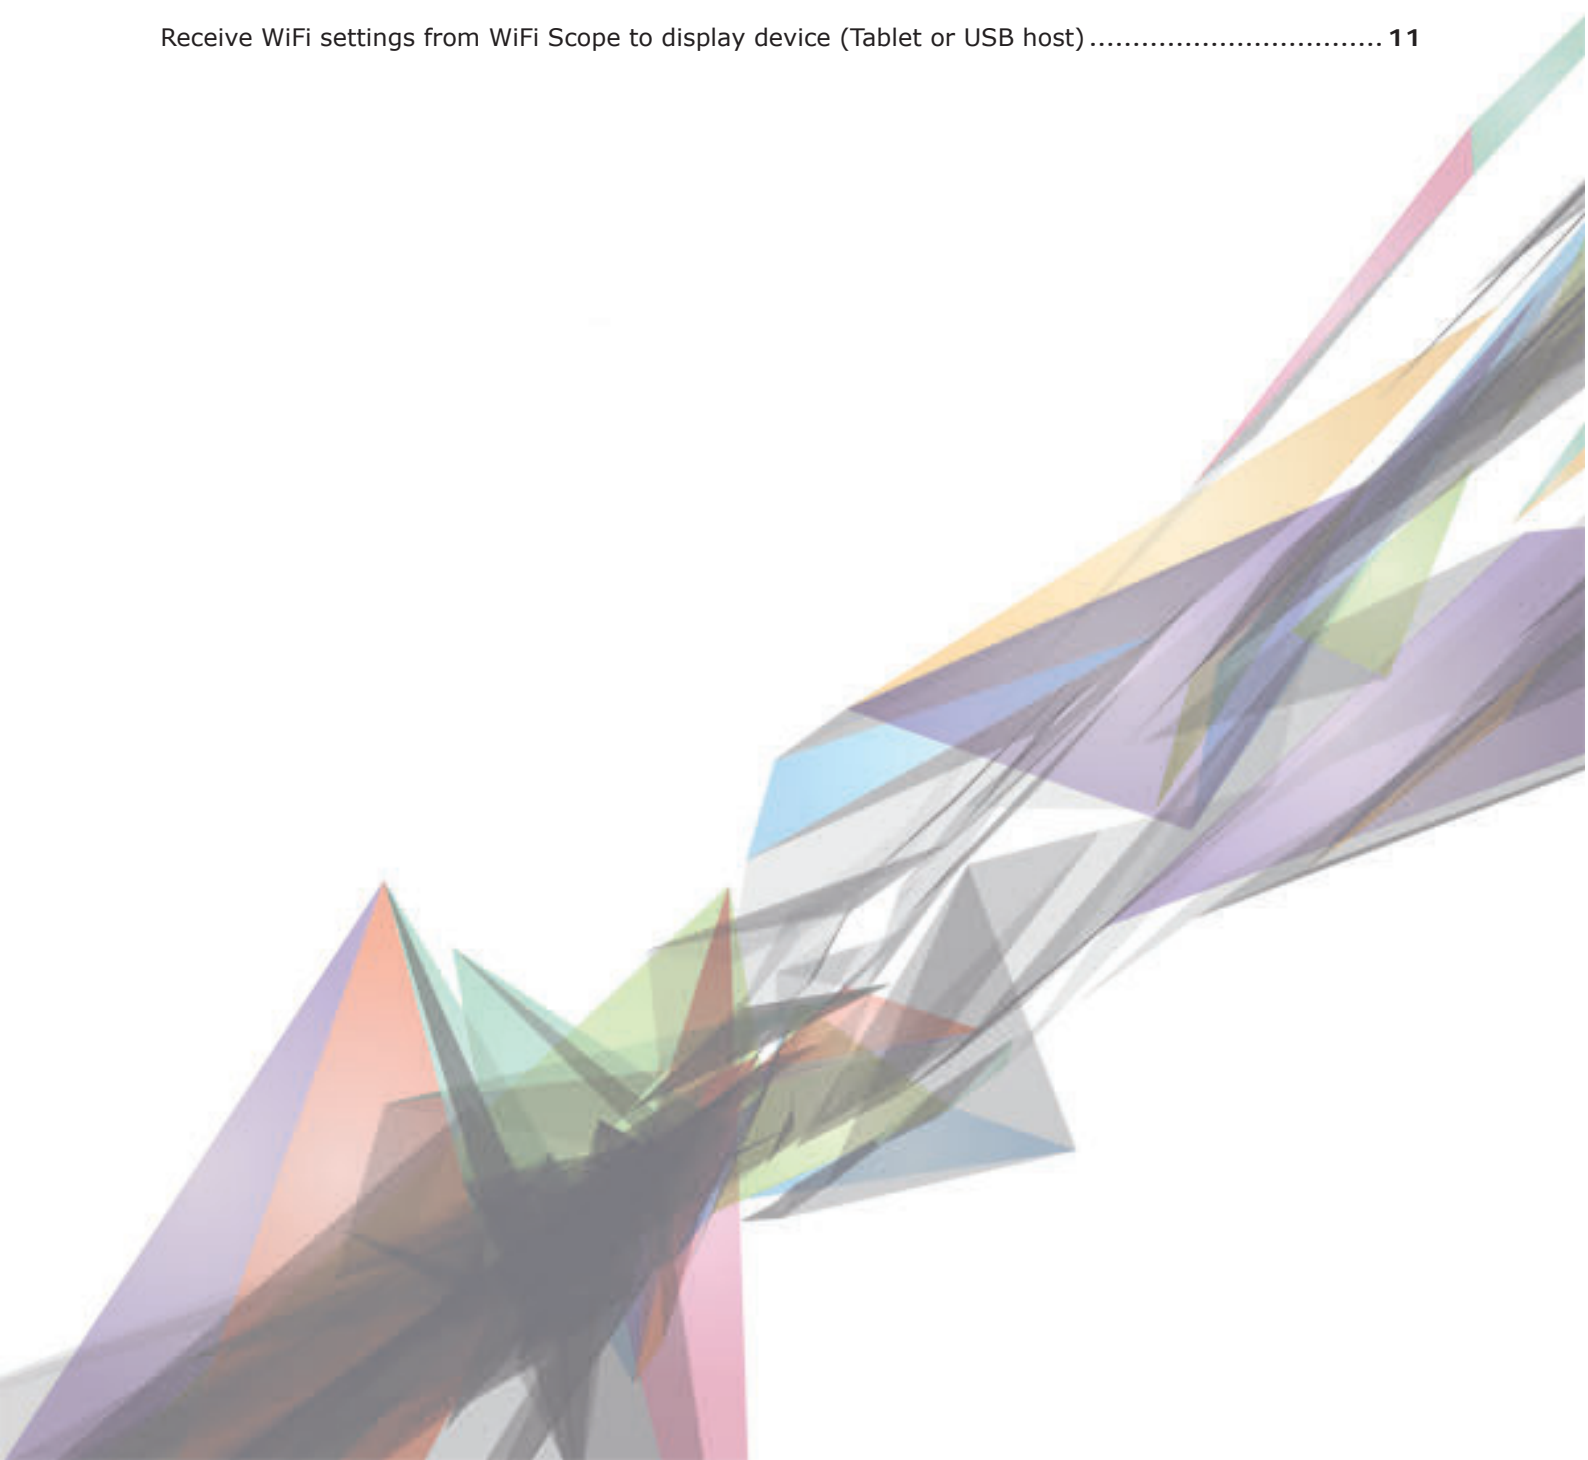 Receive WiFi settings from WiFi Scope to display device (Tablet or USB host).................................. 11